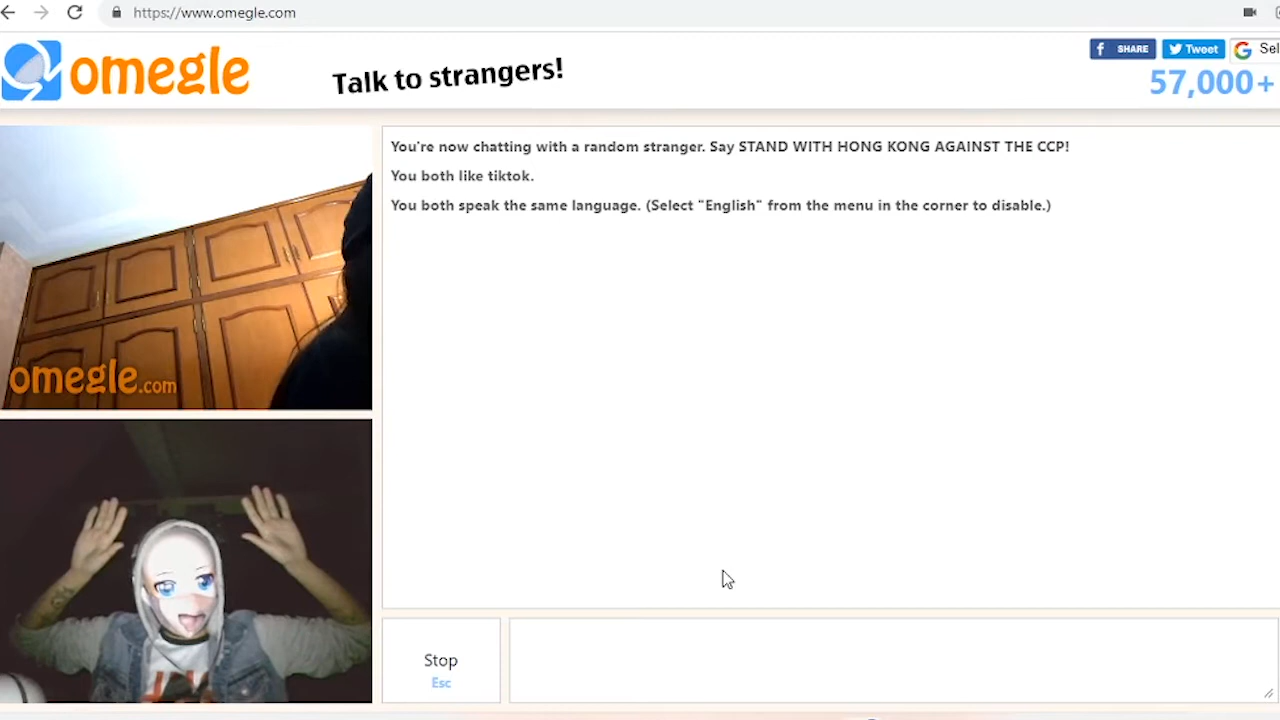 https://www.omegle.com
omegle
Talk to strangers!
SHARE
Tweet
G Sel
57,000+
You're now chatting with a random stranger. Say STAND WITH HONG KONG AGAINST THE CCP!
You both like tiktok.
You both speak the same language. (Select "English" from the menu in the corner to disable.)
omegle.com
Stop
Esc